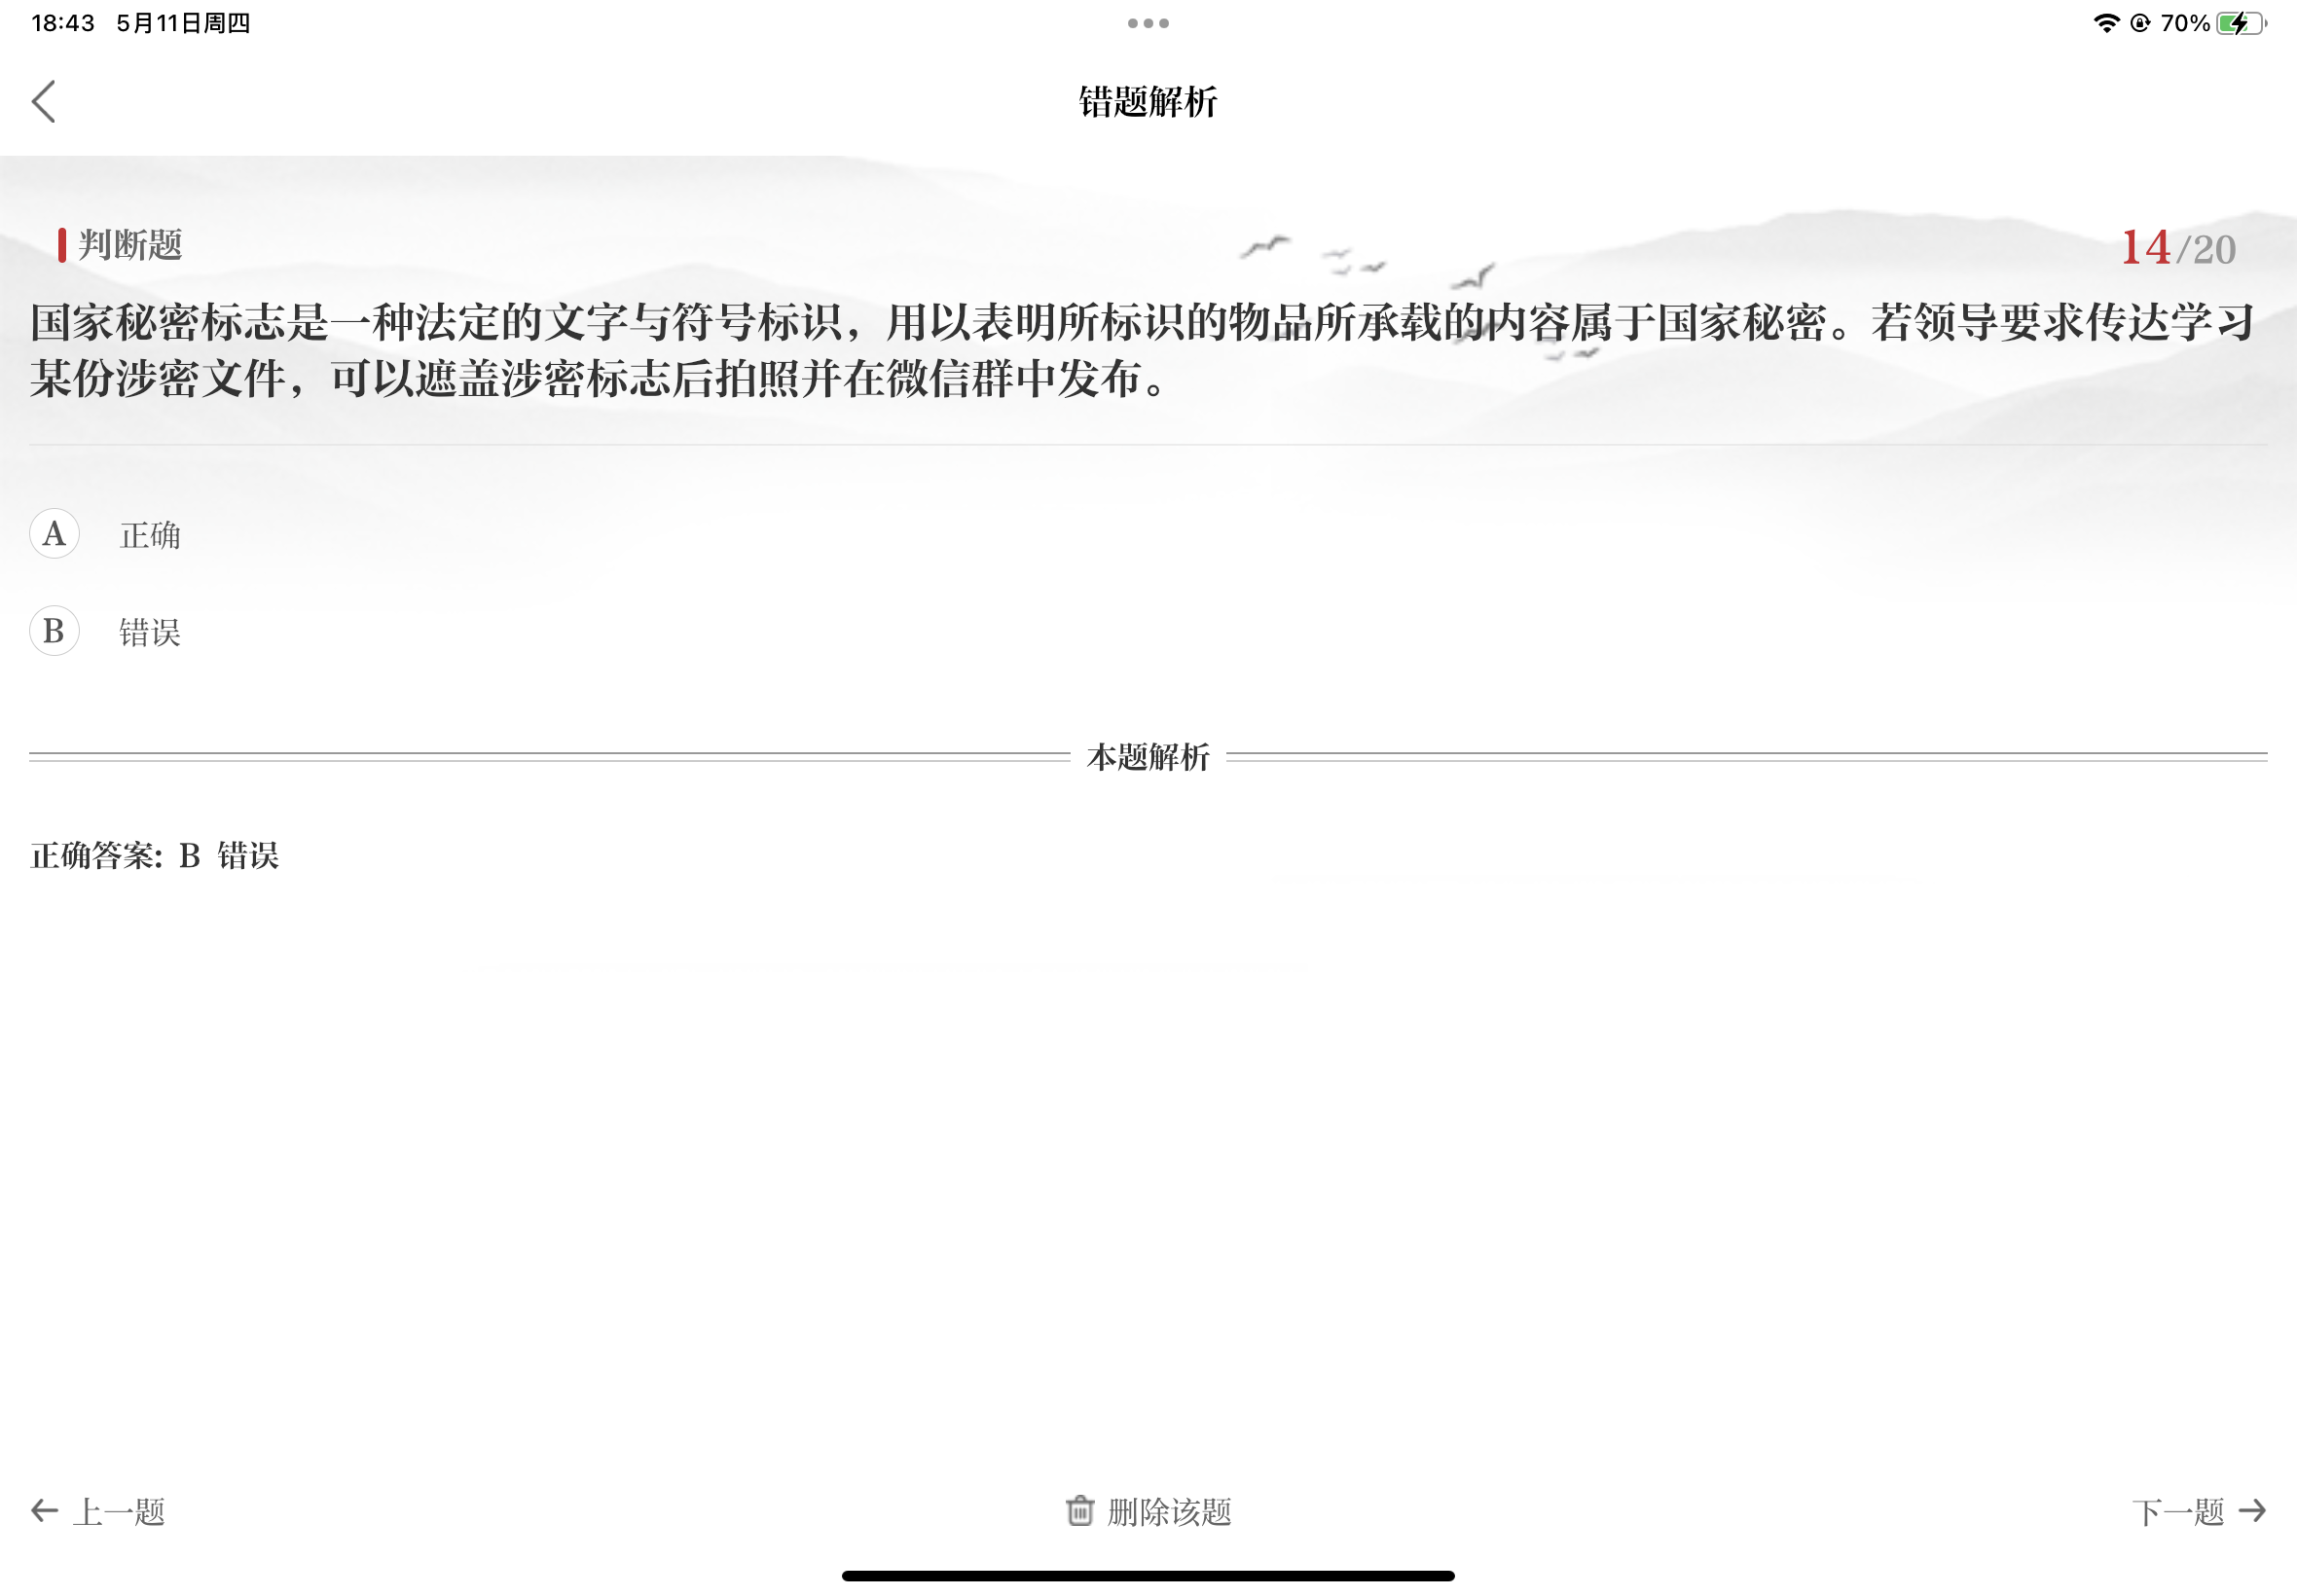 18:43 5月11日周四
70%
错题解析
判断题
14/20
国家秘密标志是一种法定的文字与符号标识，用以表明所标识的物品所承载的内容属于国家秘密。若领导要求传达学习
某份涉密文件，可以遮盖涉密标志后拍照并在微信群中发布。
A 正确
B 错误
本题解析
正确答案: B 错误
上一题
删除该题
下一题